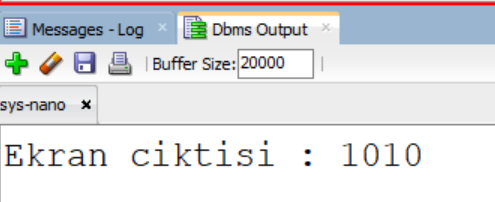 Messages - Log × Dbms Output ×
Buffer Size: 20000
sys-nano ×
Ekran ciktisi : 1010